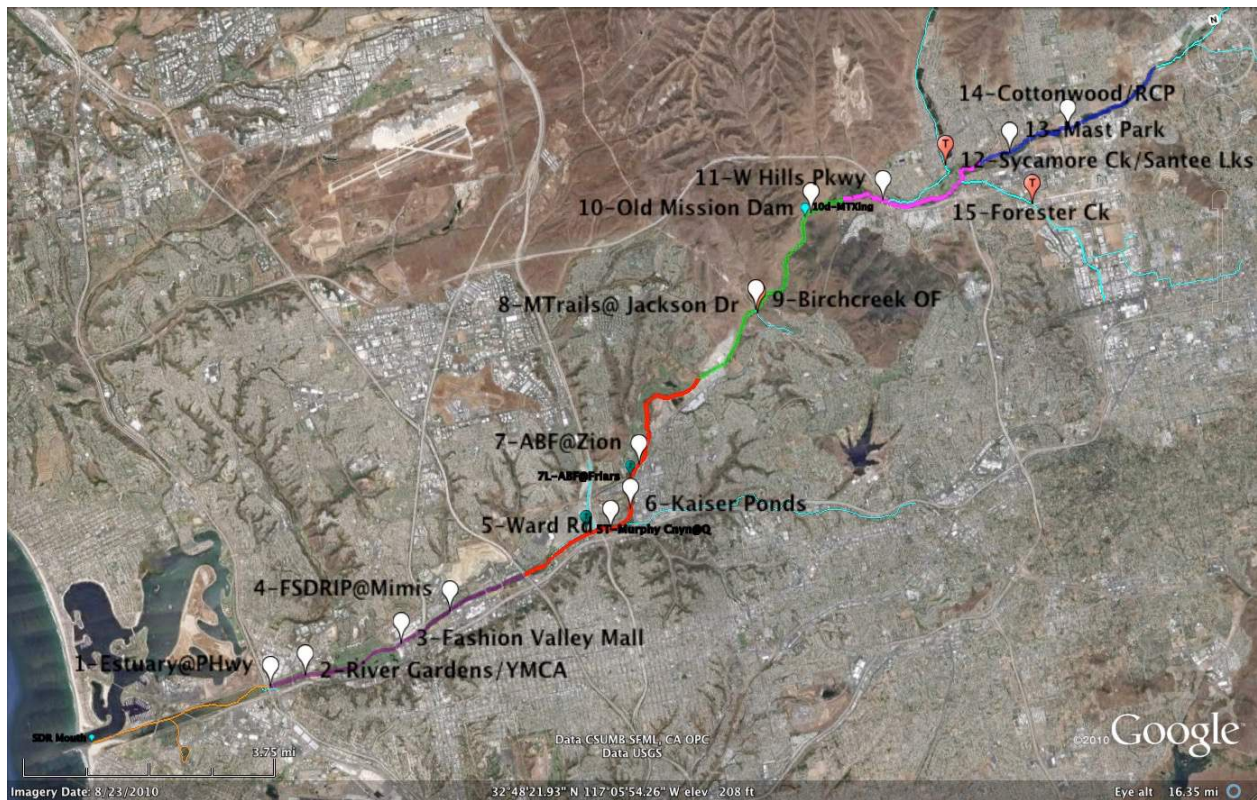 N
14-Cottonwood/RCP
13-Mast Park
T
12-Sycamore Ck/Santee Lks
11-W Hills Pkwy
T
10-Old Mission Dam
10d-MTXing
15-Forester Ck
8-MTrails@ Jackson Dr
9-Birchcreek OF
7-ABF@Zion
7L-ABF@Friars
6-Kaiser Ponds
5-Ward Rd
5T-Murphy Cnyn@Q
4-FSDRIP@Mimis
3-Fashion Valley Mall
1-Estuary@PHwy
2-River Gardens/YMCA
SDR Mouth
3.75 mi
Data CSUMB SFML, CA OPC
Data USGS
©2010 Google
Imagery Date: 8/23/2010
32°48'21.93" N 117°05'54.26" W elev 208 ft
Eye alt 16.35 mi